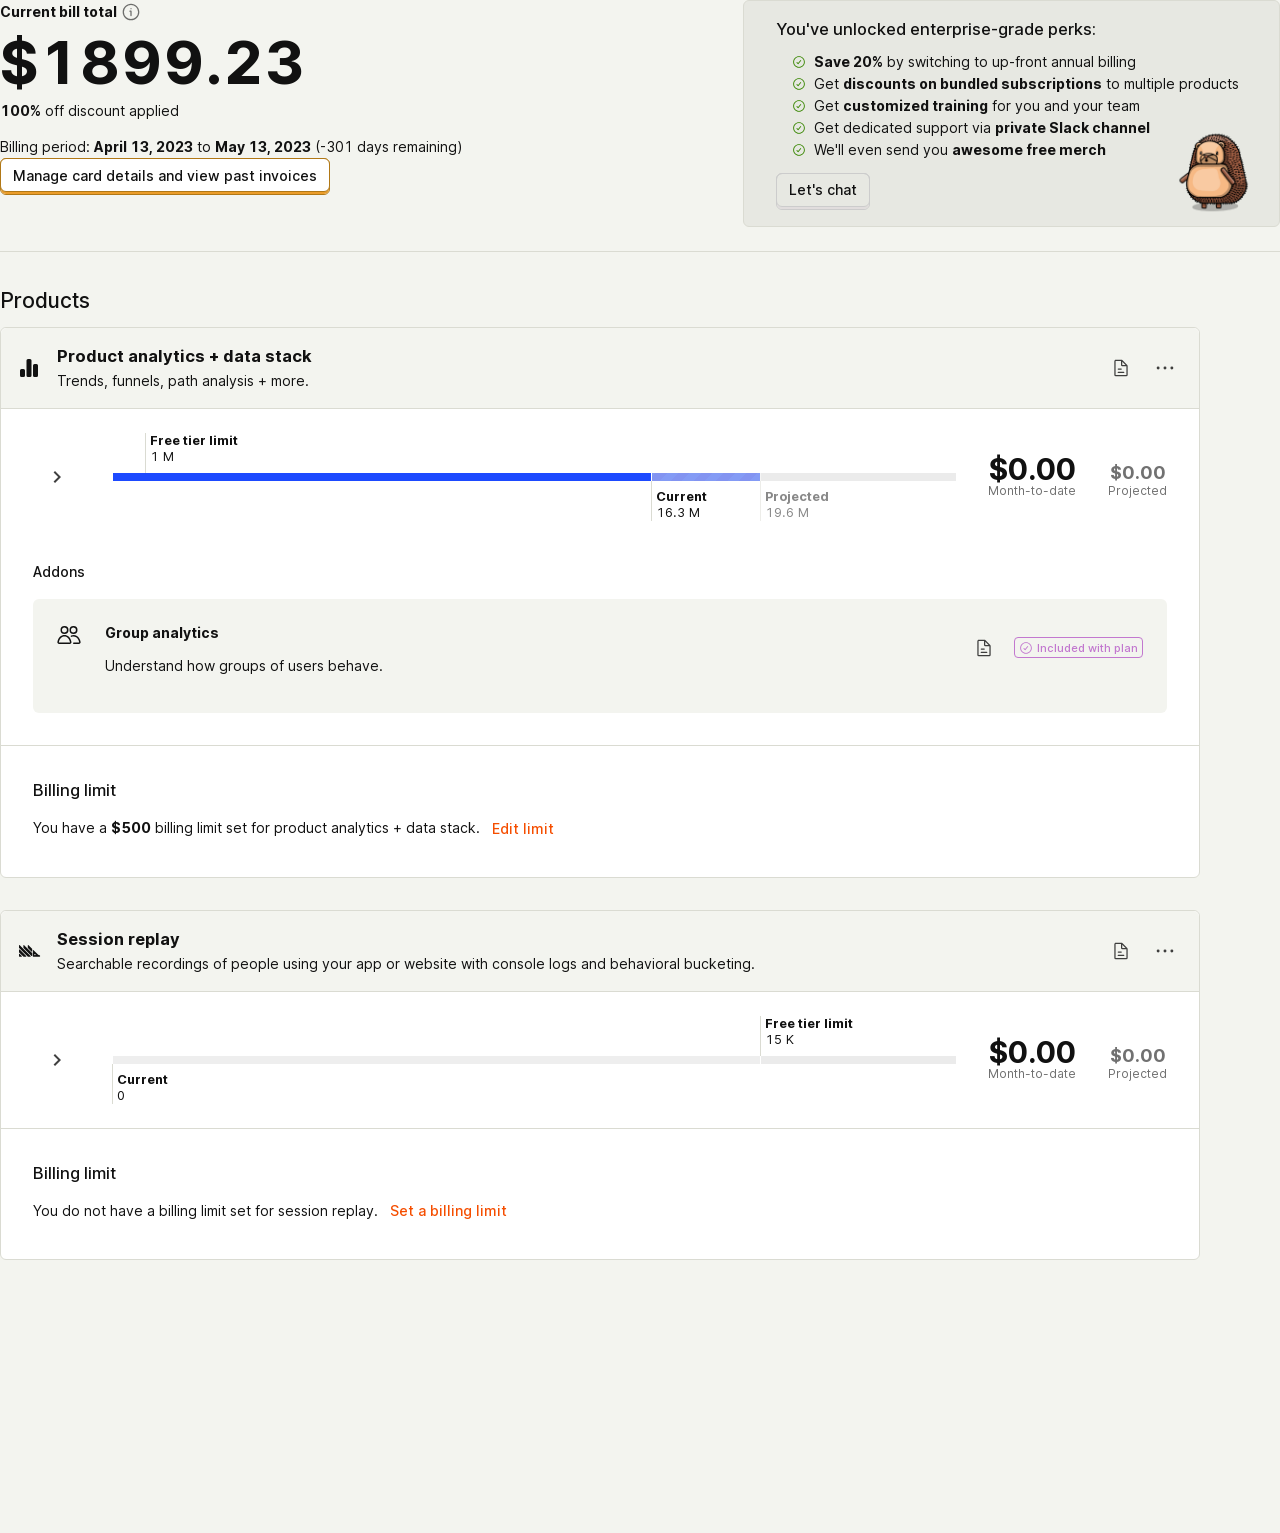 Current bill total
$1899.23
100% off discount applied
Billing period: April 13, 2023 to May 13, 2023 (-301 days remaining)
Manage card details and view past invoices
You've unlocked enterprise-grade perks:
Save 20% by switching to up-front annual billing
Get discounts on bundled subscriptions to multiple products
Get customized training for you and your team
Get dedicated support via private Slack channel
We'll even send you awesome free merch
Let's chat
Products
Product analytics + data stack
Trends, funnels, path analysis + more.
Free tier limit
1 M
Current
16.3 M
Projected
19.6 M
$0.00
Month-to-date
$0.00
Projected
Addons
Group analytics
Understand how groups of users behave.
Included with plan
Billing limit
You have a $500 billing limit set for product analytics + data stack. Edit limit
Session replay
Searchable recordings of people using your app or website with console logs and behavioral bucketing.
Free tier limit
15 K
Current
0
$0.00
Month-to-date
$0.00
Projected
Billing limit
You do not have a billing limit set for session replay. Set a billing limit